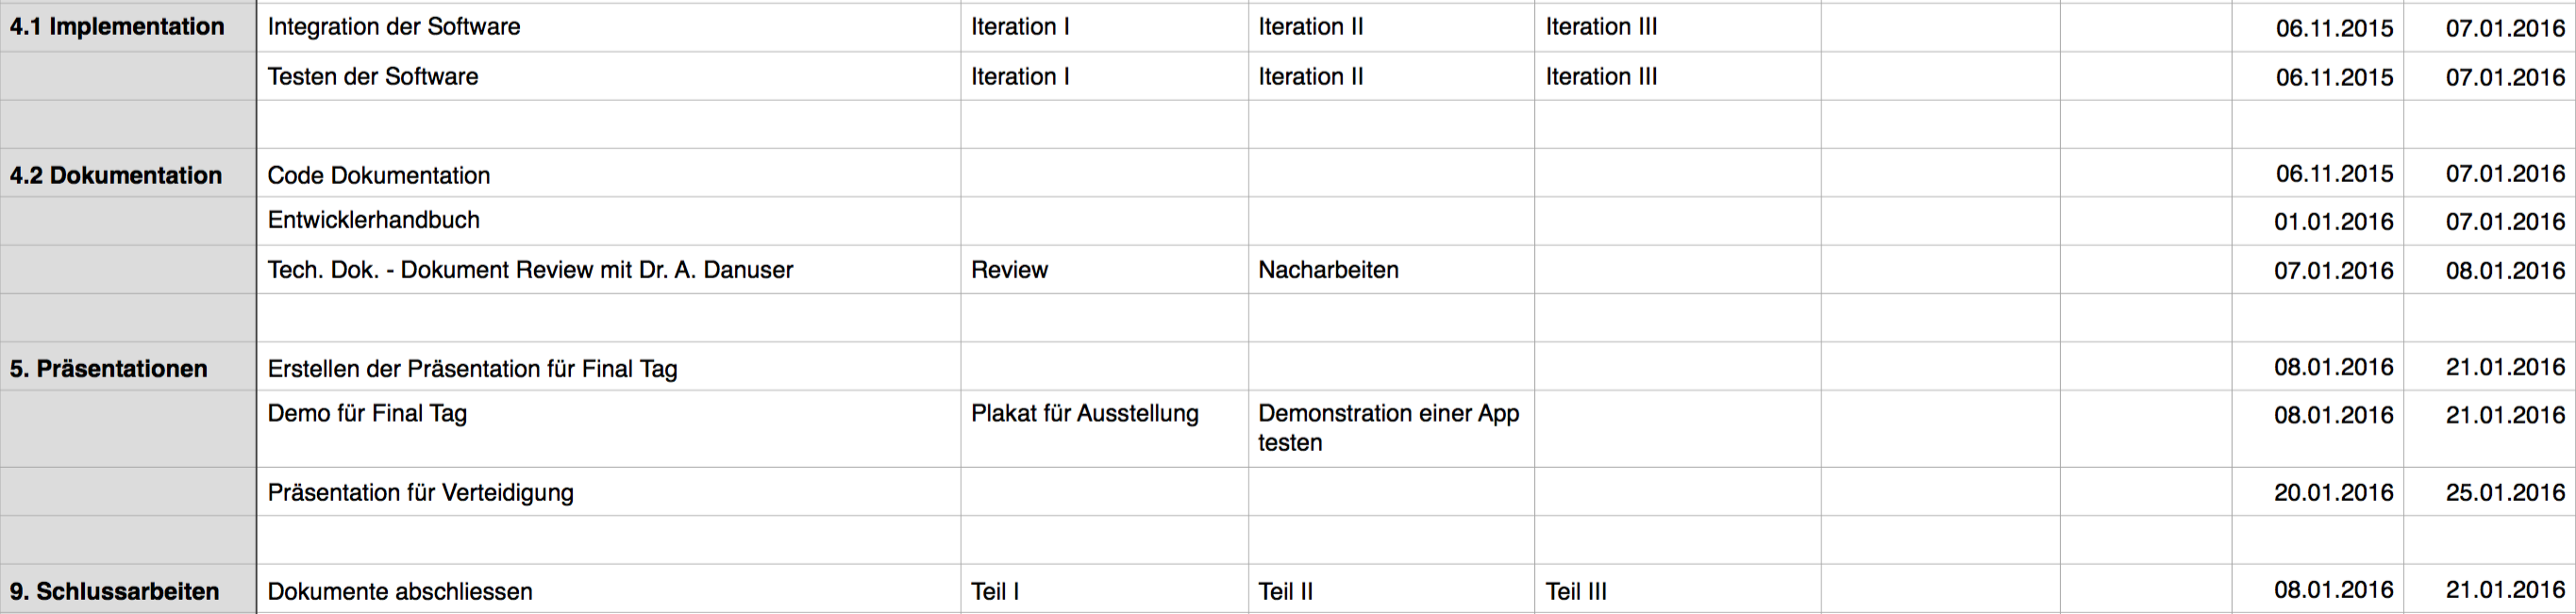 4.1 Implementation Integration der Software Iteration I Iteration II Iteration III 06.11.2015 07.01.2016
Testen der Software Iteration I Iteration II Iteration III 06.11.2015 07.01.2016
4.2 Dokumentation Code Dokumentation 06.11.2015 07.01.2016
Entwicklerhandbuch 01.01.2016 07.01.2016
Tech. Dok. - Dokument Review mit Dr. A. Danuser Review Nacharbeiten 07.01.2016 08.01.2016
5. Präsentationen Erstellen der Präsentation für Final Tag 08.01.2016 21.01.2016
Demo für Final Tag Plakat für Ausstellung Demonstration einer App 08.01.2016 21.01.2016
testen
Präsentation für Verteidigung 20.01.2016 25.01.2016
9. Schlussarbeiten Dokumente abschliessen Teil I Teil II Teil III 08.01.2016 21.01.2016